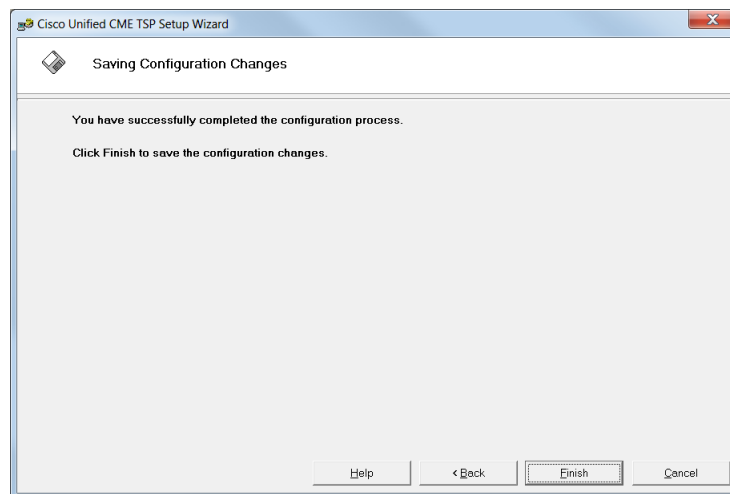 Cisco Unified CME TSP Setup Wizard
Saving Configuration Changes
You have successfully completed the configuration process.
Click Finish to save the configuration changes.
Help
< Back
Finish
Cancel